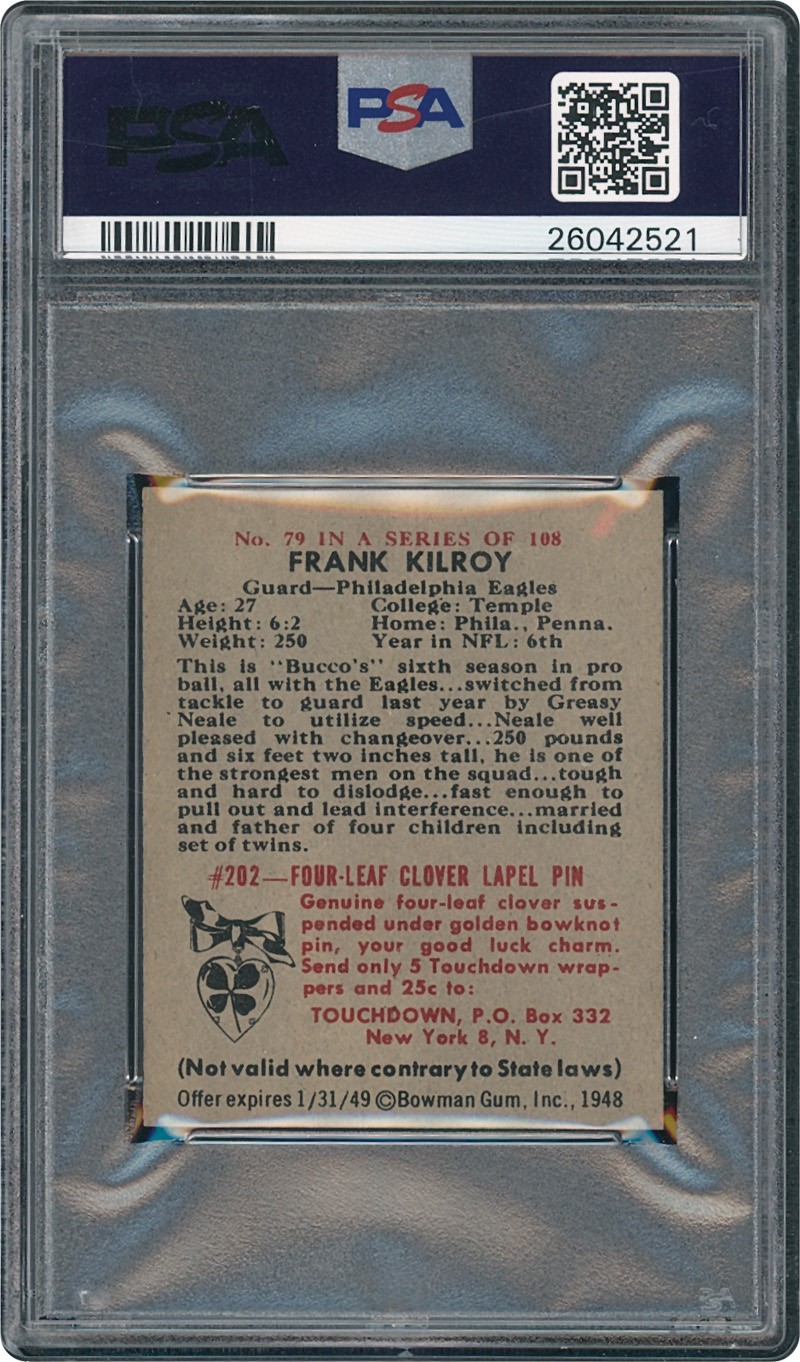 PSA
PSA
26042521
No. 79 IN A SERIES OF 108
FRANK KILROY
Guard—Philadelphia Eagles
Age: 27 College: Temple
Height: 6:2 Home: Phila., Penna.
Weight: 250 Year in NFL: 6th
This is "Bucco's" sixth season in pro
ball, all with the Eagles...switched from
tackle to guard last year by Greasy
Neale to utilize speed...Neale well
pleased with changeover...250 pounds
and six feet two inches tall, he is one of
the strongest men on the squad...tough
and hard to dislodge...fast enough to
pull out and lead interference...married
and father of four children including
set of twins.
#202—FOUR-LEAF CLOVER LAPEL PIN
Genuine four-leaf clover sus-
pended under golden bowknot
pin, your good luck charm.
Send only 5 Touchdown wrap-
pers and 25c to:
TOUCHDOWN, P.O. Box 332
New York 8, N. Y.
(Not valid where contrary to State laws)
Offer expires 1/31/49 ©Bowman Gum, Inc., 1948